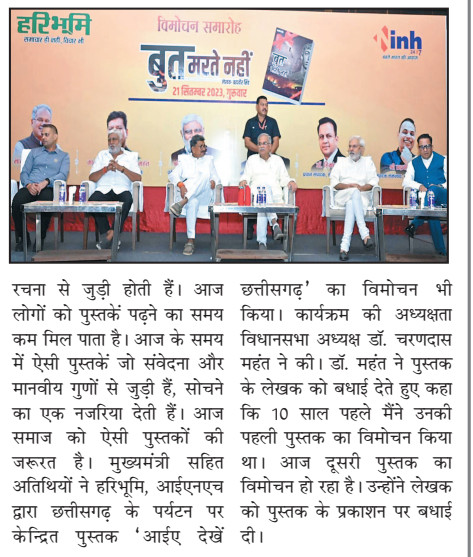 हरिभूमि
समाचार ही नहीं, विचार भी
विमोचन समारोह
inh
24x7
बुत मरते नहीं
21 सितम्बर 2023, गुरूवार
रचना से जुड़ी होती हैं। आज
लोगों को पुस्तकें पढ़ने का समय
कम मिल पाता है। आज के समय
में ऐसी पुस्तकें जो संवेदना और
मानवीय गुणों से जुड़ी हैं, सोचने
का एक नजरिया देती हैं। आज
समाज को ऐसी पुस्तकों की
जरूरत है। मुख्यमंत्री सहित
अतिथियों ने हरिभूमि, आईएनएच
द्वारा छत्तीसगढ़ के पर्यटन पर
केन्द्रित पुस्तक ‘आईए देखें
छत्तीसगढ़’ का विमोचन भी
किया। कार्यक्रम की अध्यक्षता
विधानसभा अध्यक्ष डॉ. चरणदास
महंत ने की। डॉ. महंत ने पुस्तक
के लेखक को बधाई देते हुए कहा
कि 10 साल पहले मैंने उनकी
पहली पुस्तक का विमोचन किया
था। आज दूसरी पुस्तक का
विमोचन हो रहा है। उन्होंने लेखक
को पुस्तक के प्रकाशन पर बधाई
दी।